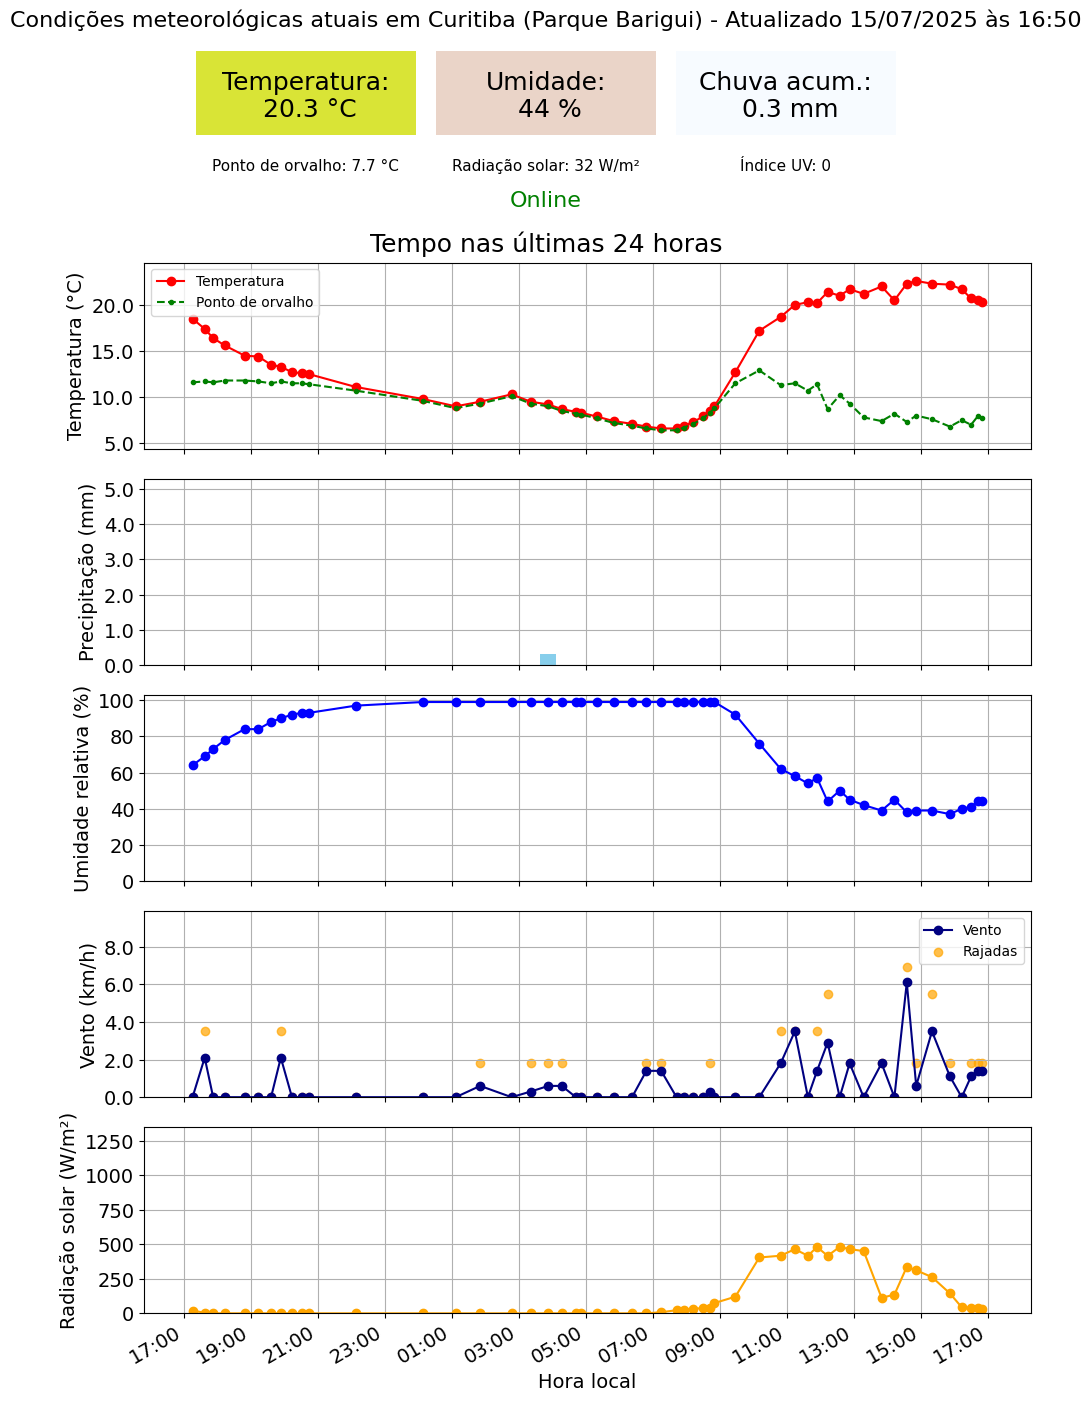 Condições meteorológicas atuais em Curitiba (Parque Barigui) - Atualizado 15/07/2025 às 16:50
Temperatura:
20.3 °C
Umidade:
44 %
Chuva acum.:
0.3 mm
Ponto de orvalho: 7.7 °C
Radiação solar: 32 W/m²
Índice UV: 0
Online
Tempo nas últimas 24 horas
Temperatura (°C)
20.0
15.0
10.0
5.0
Temperatura
Ponto de orvalho
Precipitação (mm)
5.0
4.0
3.0
2.0
1.0
0.0
Umidade relativa (%)
100
80
60
40
20
0
Vento (km/h)
8.0
6.0
4.0
2.0
0.0
Vento
Rajadas
Radiação solar (W/m²)
1250
1000
750
500
250
0
17:00
19:00
21:00
23:00
01:00
03:00
05:00
07:00
09:00
11:00
13:00
15:00
17:00
Hora local